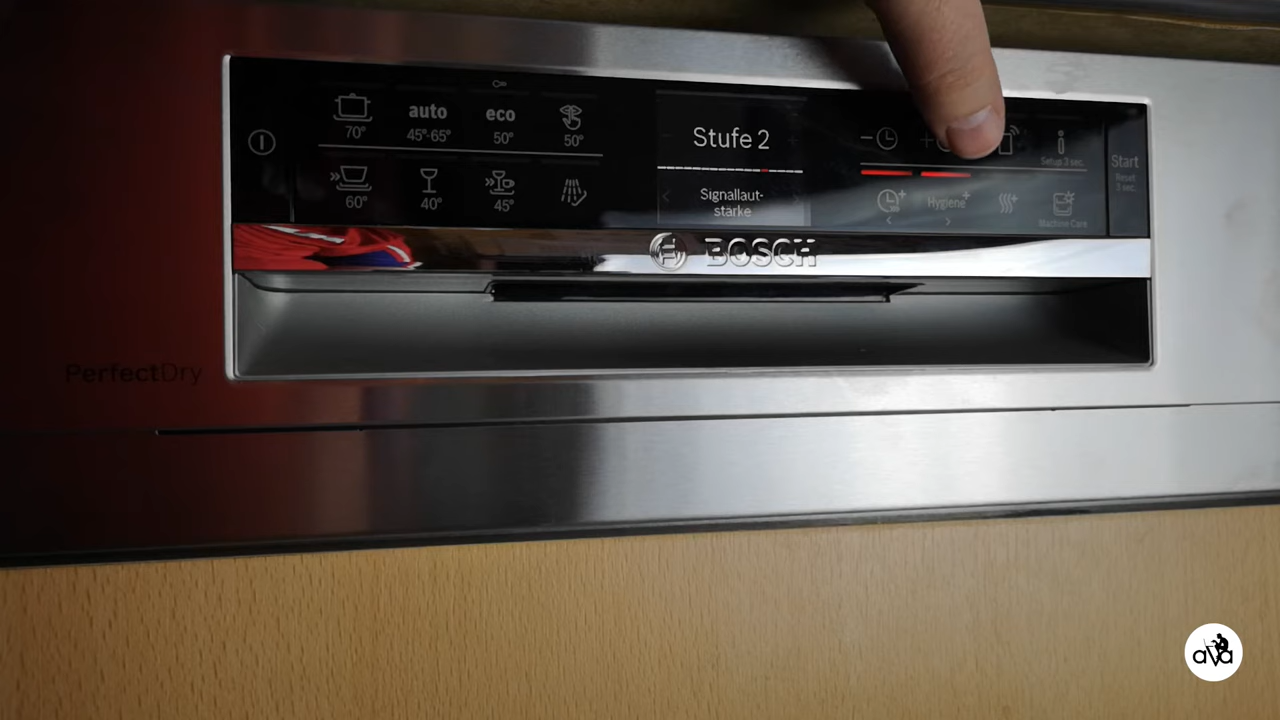 auto
eco
70°
45°-65°
50°
50°
60°
40°
45°
Stufe 2
Signallaut-
stärke
Setup 3 sec.
Hygiene+
Machine Care
Start
Reset
3 sec.
BOSCH
PerfectDry
ava